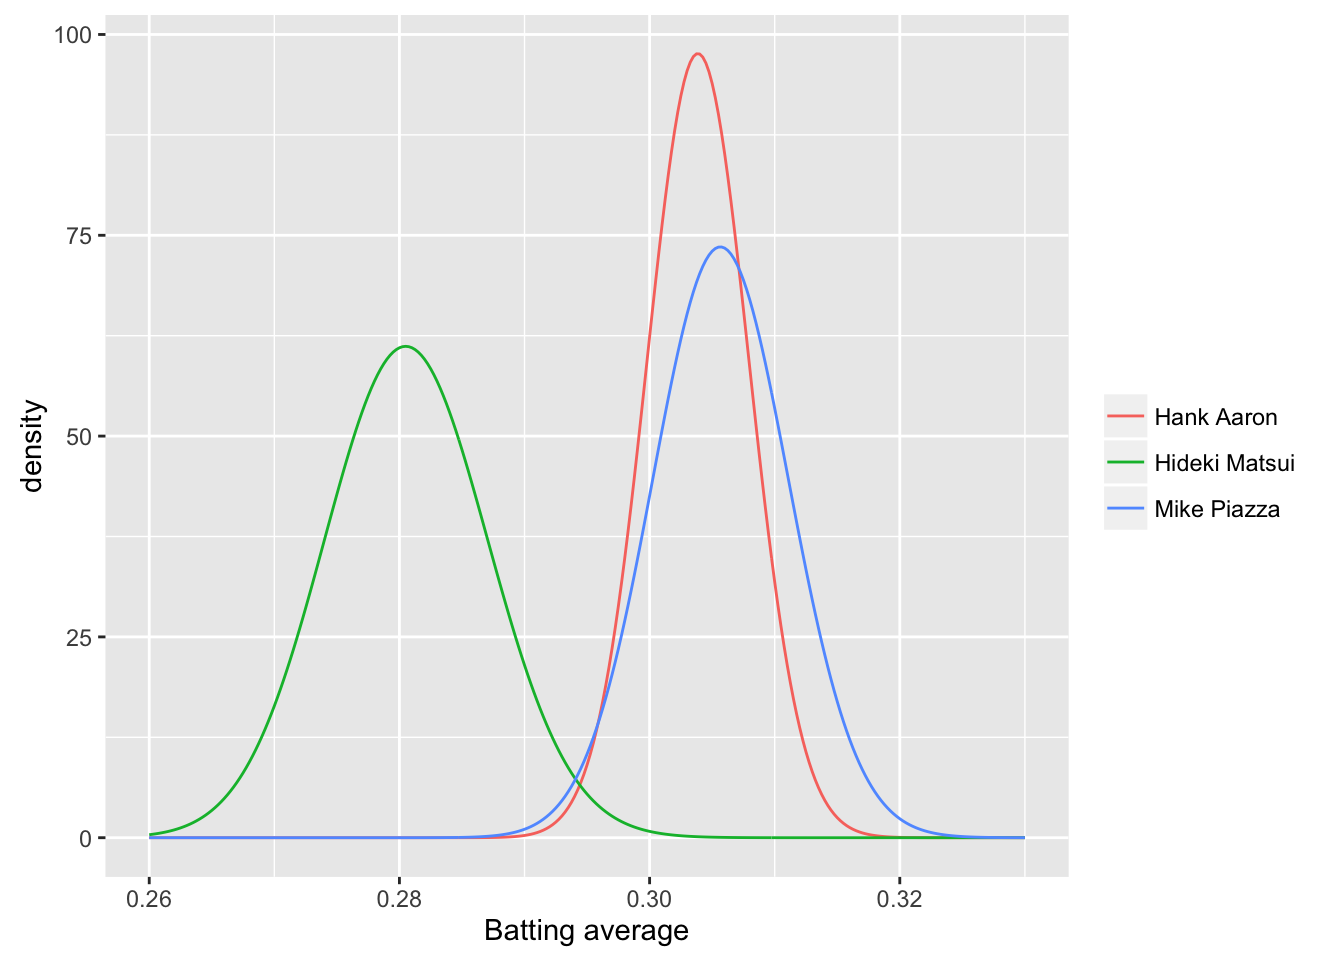 density
100
75
50
25
0
0.26 0.28 0.30 0.32
Batting average
Hank Aaron
Hideki Matsui
Mike Piazza